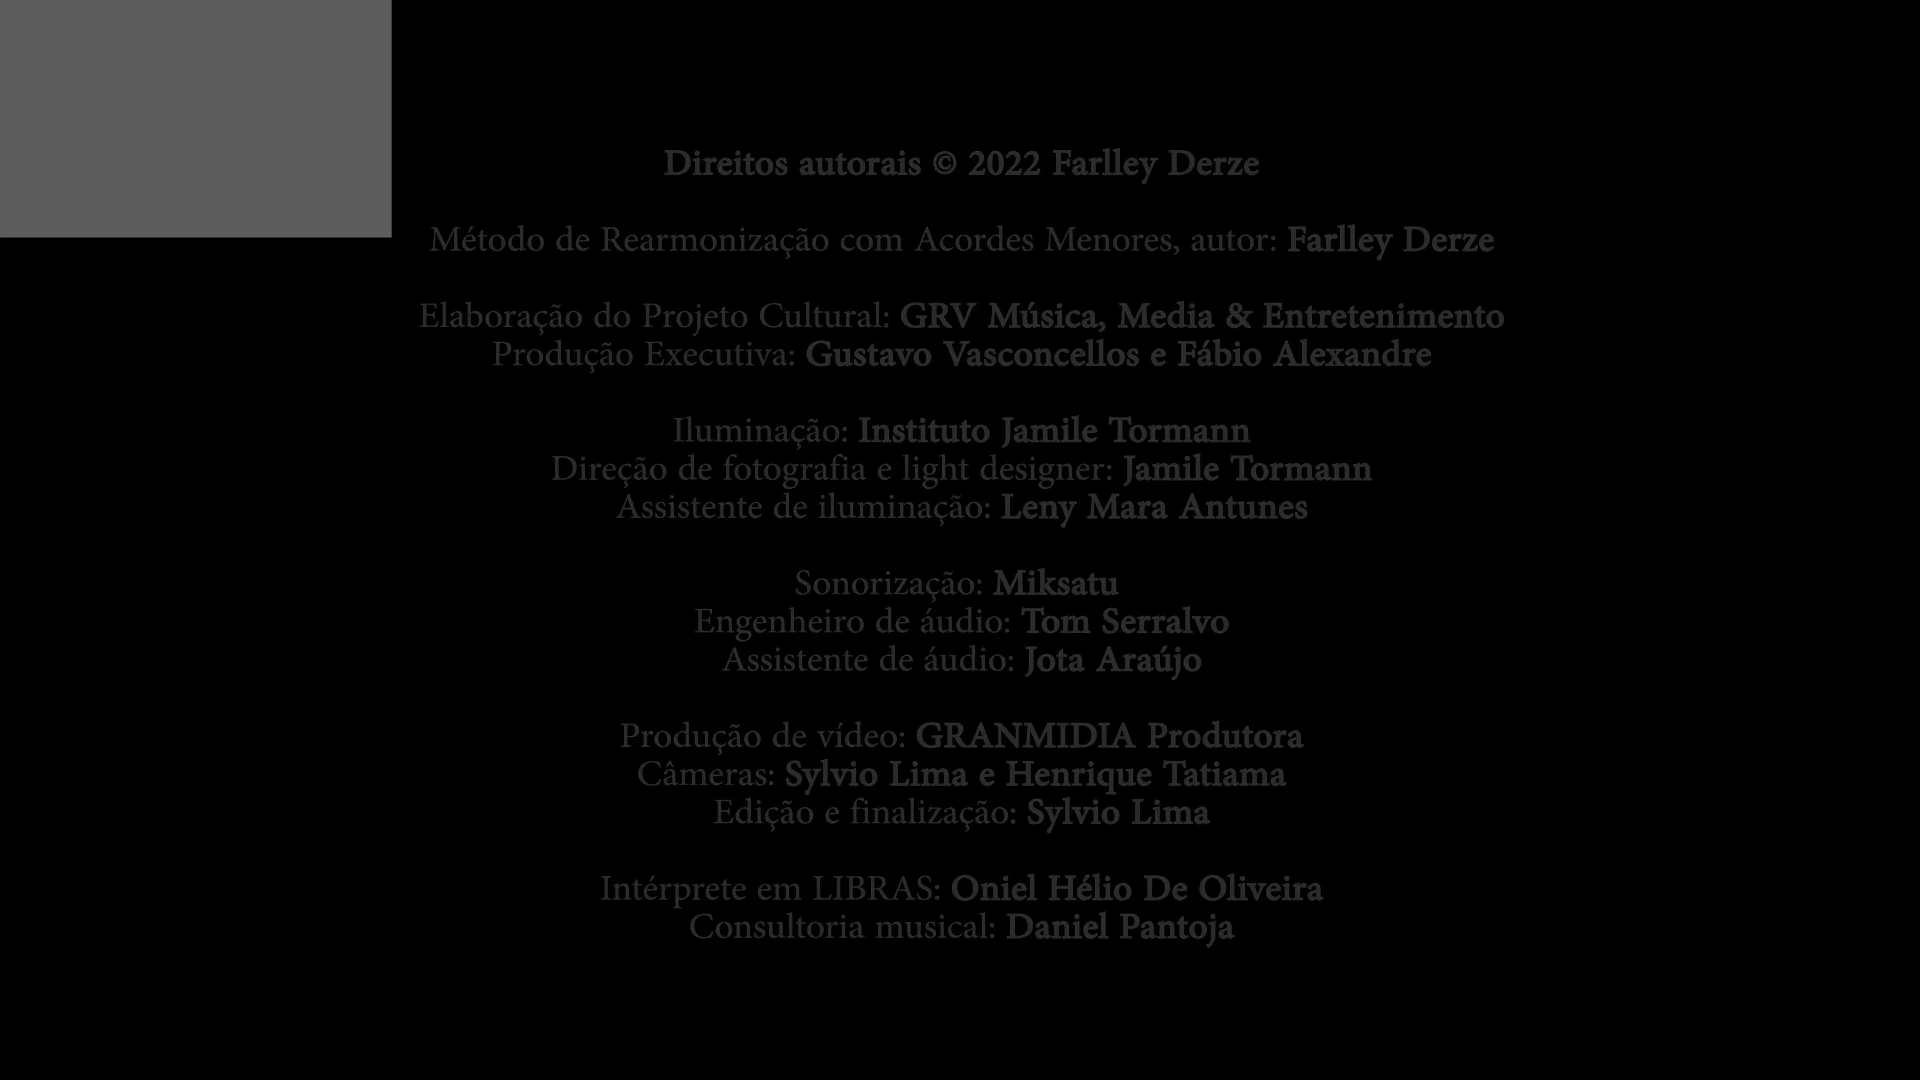 Direitos autorais © 2022 Farlley Derze
Método de Rearmonização com Acordes Menores, autor: Farlley Derze
Elaboração do Projeto Cultural: GRV Música, Media & Entretenimento
Produção Executiva: Gustavo Vasconcellos e Fábio Alexandre
Iluminação: Instituto Jamile Tormann
Direção de fotografia e light designer: Jamile Tormann
Assistente de iluminação: Leny Mara Antunes
Sonorização: Miksatu
Engenheiro de áudio: Tom Serralvo
Assistente de áudio: Jota Araújo
Produção de vídeo: GRANMIDIA Produtora
Câmeras: Sylvio Lima e Henrique Tatiama
Edição e finalização: Sylvio Lima
Intérprete em LIBRAS: Oniel Hélio De Oliveira
Consultoria musical: Daniel Pantoja